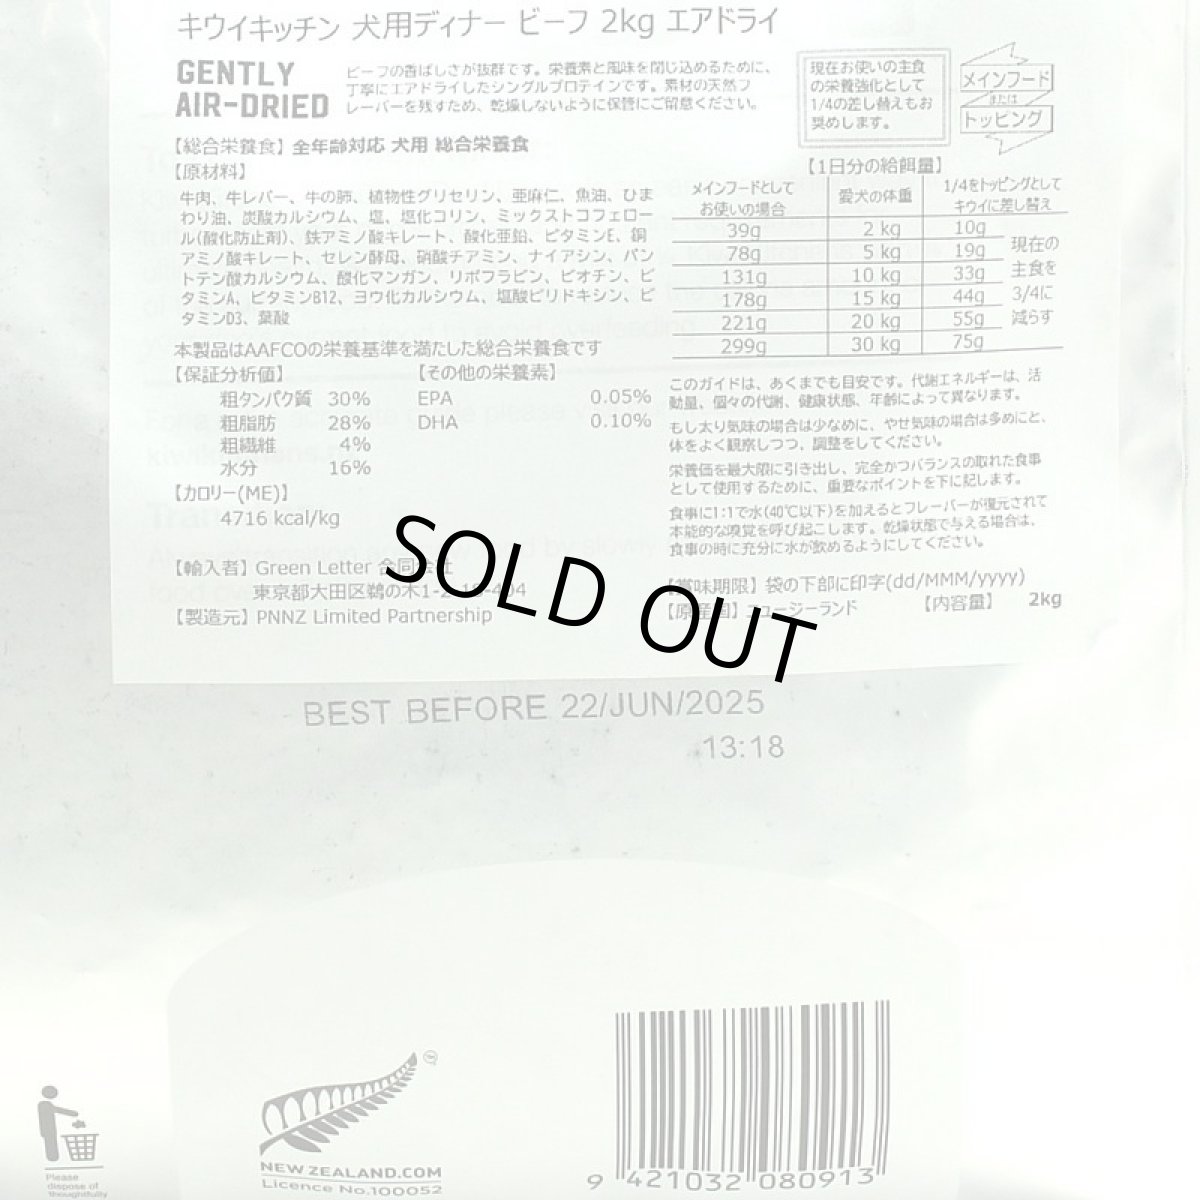 キウイキッチン 犬用ディナー ビーフ 2kg エアドライ
GENTLY
AIR-DRIED
ビーフの香ばしさが抜群です。栄養素と風味を閉じ込めるために、
丁寧にエアドライしたシングルプロテインです。素材の天然フ
レーバーを残すため、乾燥しないように保管にご留意ください。
現在お使いの主食
の栄養強化として
1/4の差し替えもお
奨めします。
メインフード
または
トッピング
【総合栄養食】全年齢対応 犬用 総合栄養食
【原材料】
牛肉、牛レバー、牛の肺、植物性グリセリン、亜麻仁、魚油、ひま
わり油、炭酸カルシウム、塩、塩化コリン、ミックストコフェロー
ル(酸化防止剤)、鉄アミノ酸キレート、酸化亜鉛、ビタミンE、銅
アミノ酸キレート、セレン酵母、硝酸チアミン、ナイアシン、パン
トテン酸カルシウム、酸化マンガン、リボフラビン、ビオチン、ビ
タミンA、ビタミンB12、ヨウ化カルシウム、塩酸ピリドキシン、ビ
タミンD3、葉酸
本製品はAAFCOの栄養基準を満たした総合栄養食です
【保証分析値】 【その他の栄養素】
粗タンパク質 30% EPA 0.05%
粗脂肪 28% DHA 0.10%
粗繊維 4%
水分 16%
【カロリー(ME)】
4716 kcal/kg
【輸入者】Green Letter 合同会社
東京都大田区鵜の木1-2-18-404
【製造元】PNNZ Limited Partnership
【1日分の給餌量】
メインフードとして お使いの場合 愛犬の体重 1/4をトッピングとして キウイに差し替え
39g 2 kg 10g
78g 5 kg 19g
131g 10 kg 33g
178g 15 kg 44g
221g 20 kg 55g
299g 30 kg 75g
現在の
主食を
3/4に
減らす
このガイドは、あくまでも目安です。代謝エネルギーは、活
動量、個々の代謝、健康状態、年齢によって異なります。
もし太り気味の場合は少なめに、やせ気味の場合は多めにと、
体をよく観察しつつ、調整をしてください。
栄養価を最大限に引き出し、完全かつバランスの取れた食事
として使用するために、重要なポイントを下に記します。
食事に1:1で水(40℃以下)を加えるとフレーバーが復元されて
本能的な嗅覚を呼び起こします。乾燥状態で与える場合は、
食事の時に充分に水が飲めるようにしてください。
【賞味期限】袋の下部に印字(dd/MMM/yyyy)
【原産国】ニュージーランド 【内容量】 2kg
SOLD OUT
BEST BEFORE 22/JUN/2025
13:18
NEWZEALAND.COM
Licence No.100052
Please
dispose of
thoughtfully
9 421032 080913